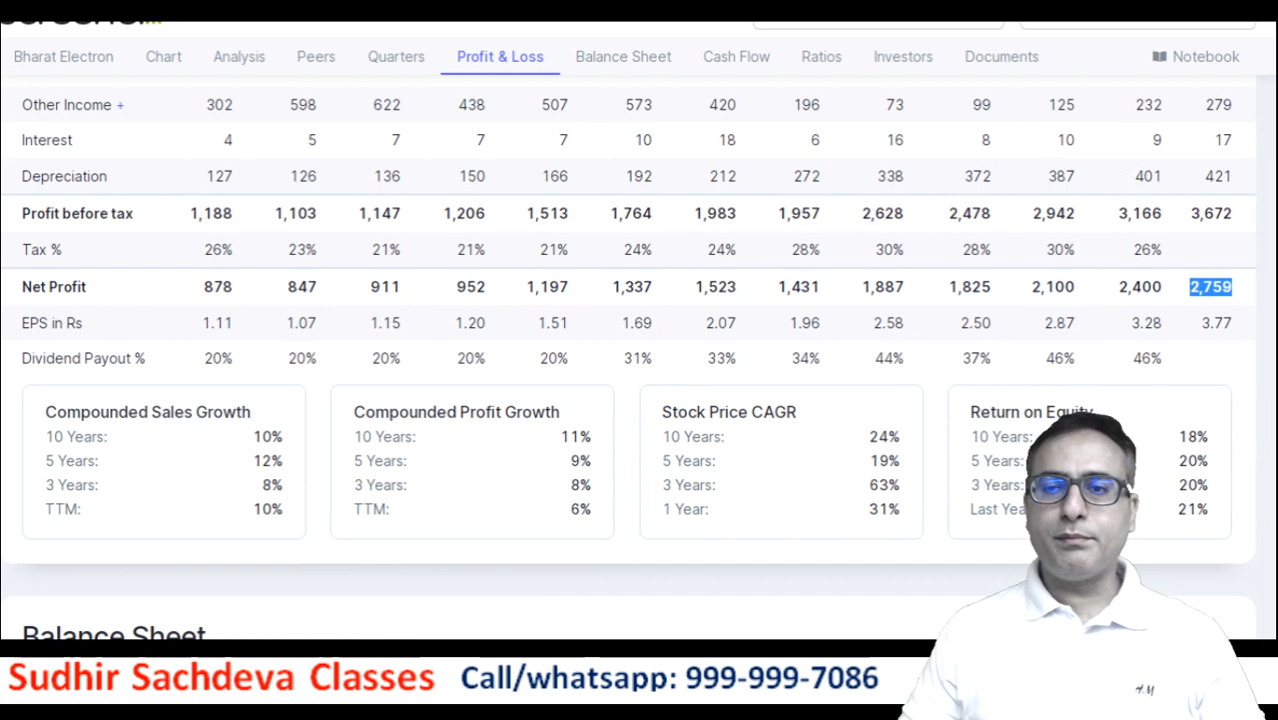 Bharat Electron Chart Analysis Peers Quarters Profit & Loss Balance Sheet Cash Flow Ratios Investors Documents Notebook
Other Income + 302 598 622 438 507 573 420 196 73 99 125 232 279
Interest 4 5 7 7 7 10 18 6 16 8 10 9 17
Depreciation 127 126 136 150 166 192 212 272 338 372 387 401 421
Profit before tax 1,188 1,103 1,147 1,206 1,513 1,764 1,983 1,957 2,628 2,478 2,942 3,166 3,672
Tax % 26% 23% 21% 21% 21% 24% 24% 28% 30% 28% 30% 26%
Net Profit 878 847 911 952 1,197 1,337 1,523 1,431 1,887 1,825 2,100 2,400 2,759
EPS in Rs 1.11 1.07 1.15 1.20 1.51 1.69 2.07 1.96 2.58 2.50 2.87 3.28 3.77
Dividend Payout % 20% 20% 20% 20% 20% 31% 33% 34% 44% 37% 46% 46%
Compounded Sales Growth
10 Years: 10%
5 Years: 12%
3 Years: 8%
TTM: 10%
Compounded Profit Growth
10 Years: 11%
5 Years: 9%
3 Years: 8%
TTM: 6%
Stock Price CAGR
10 Years: 24%
5 Years: 19%
3 Years: 63%
1 Year: 31%
Return on Equity
10 Years: 18%
5 Years: 20%
3 Years: 20%
Last Yea 21%
Balance Sheet
Sudhir Sachdeva Classes Call/whatsapp: 999-999-7086
H.M